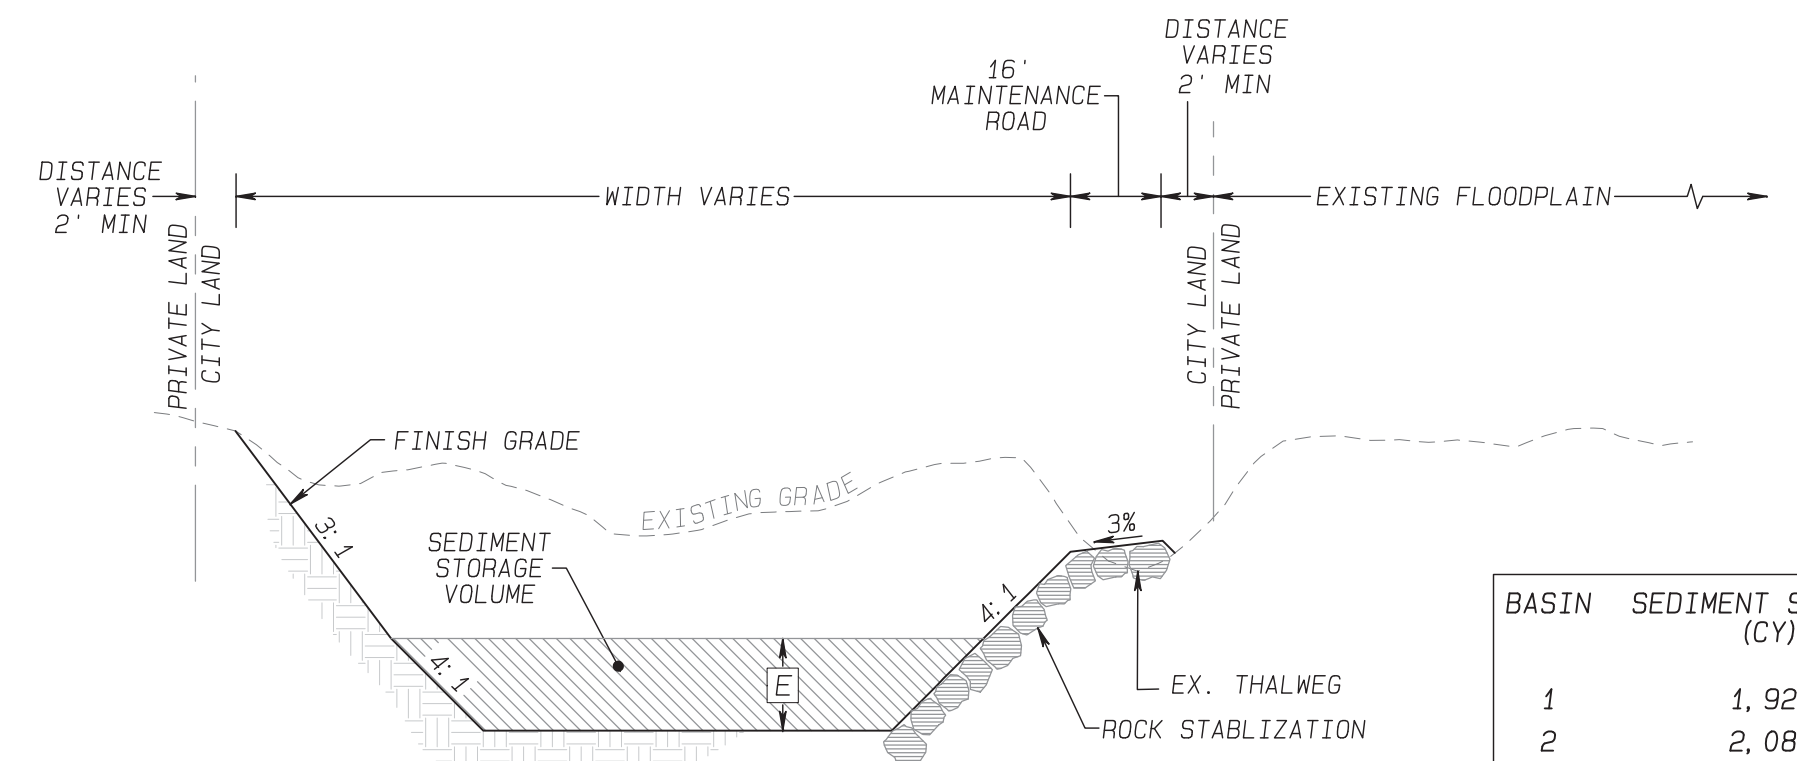 DISTANCE
VARIES
2' MIN
16'
MAINTENANCE
ROAD
DISTANCE
VARIES
2' MIN
WIDTH VARIES
EXISTING FLOODPLAIN
PRIVATE LAND
CITY LAND
CITY LAND
PRIVATE LAND
FINISH GRADE
EXISTING GRADE
3:1
SEDIMENT
STORAGE
VOLUME
3%
4:1
4:1
E
EX. THALWEG
ROCK STABLIZATION
BASIN SEDIMENT
(CY)
1
2